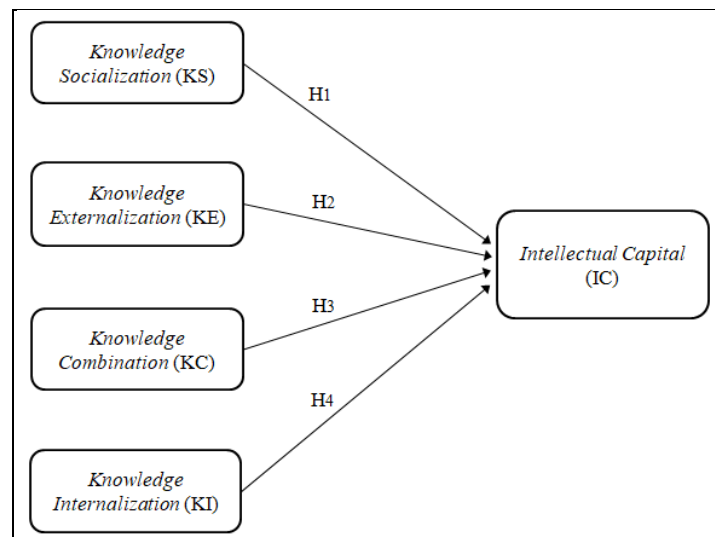 Knowledge
Socialization (KS)
H1
Knowledge
Externalization (KE)
H2
Intellectual Capital
(IC)
H3
Knowledge
Combination (KC)
H4
Knowledge
Internalization (KI)